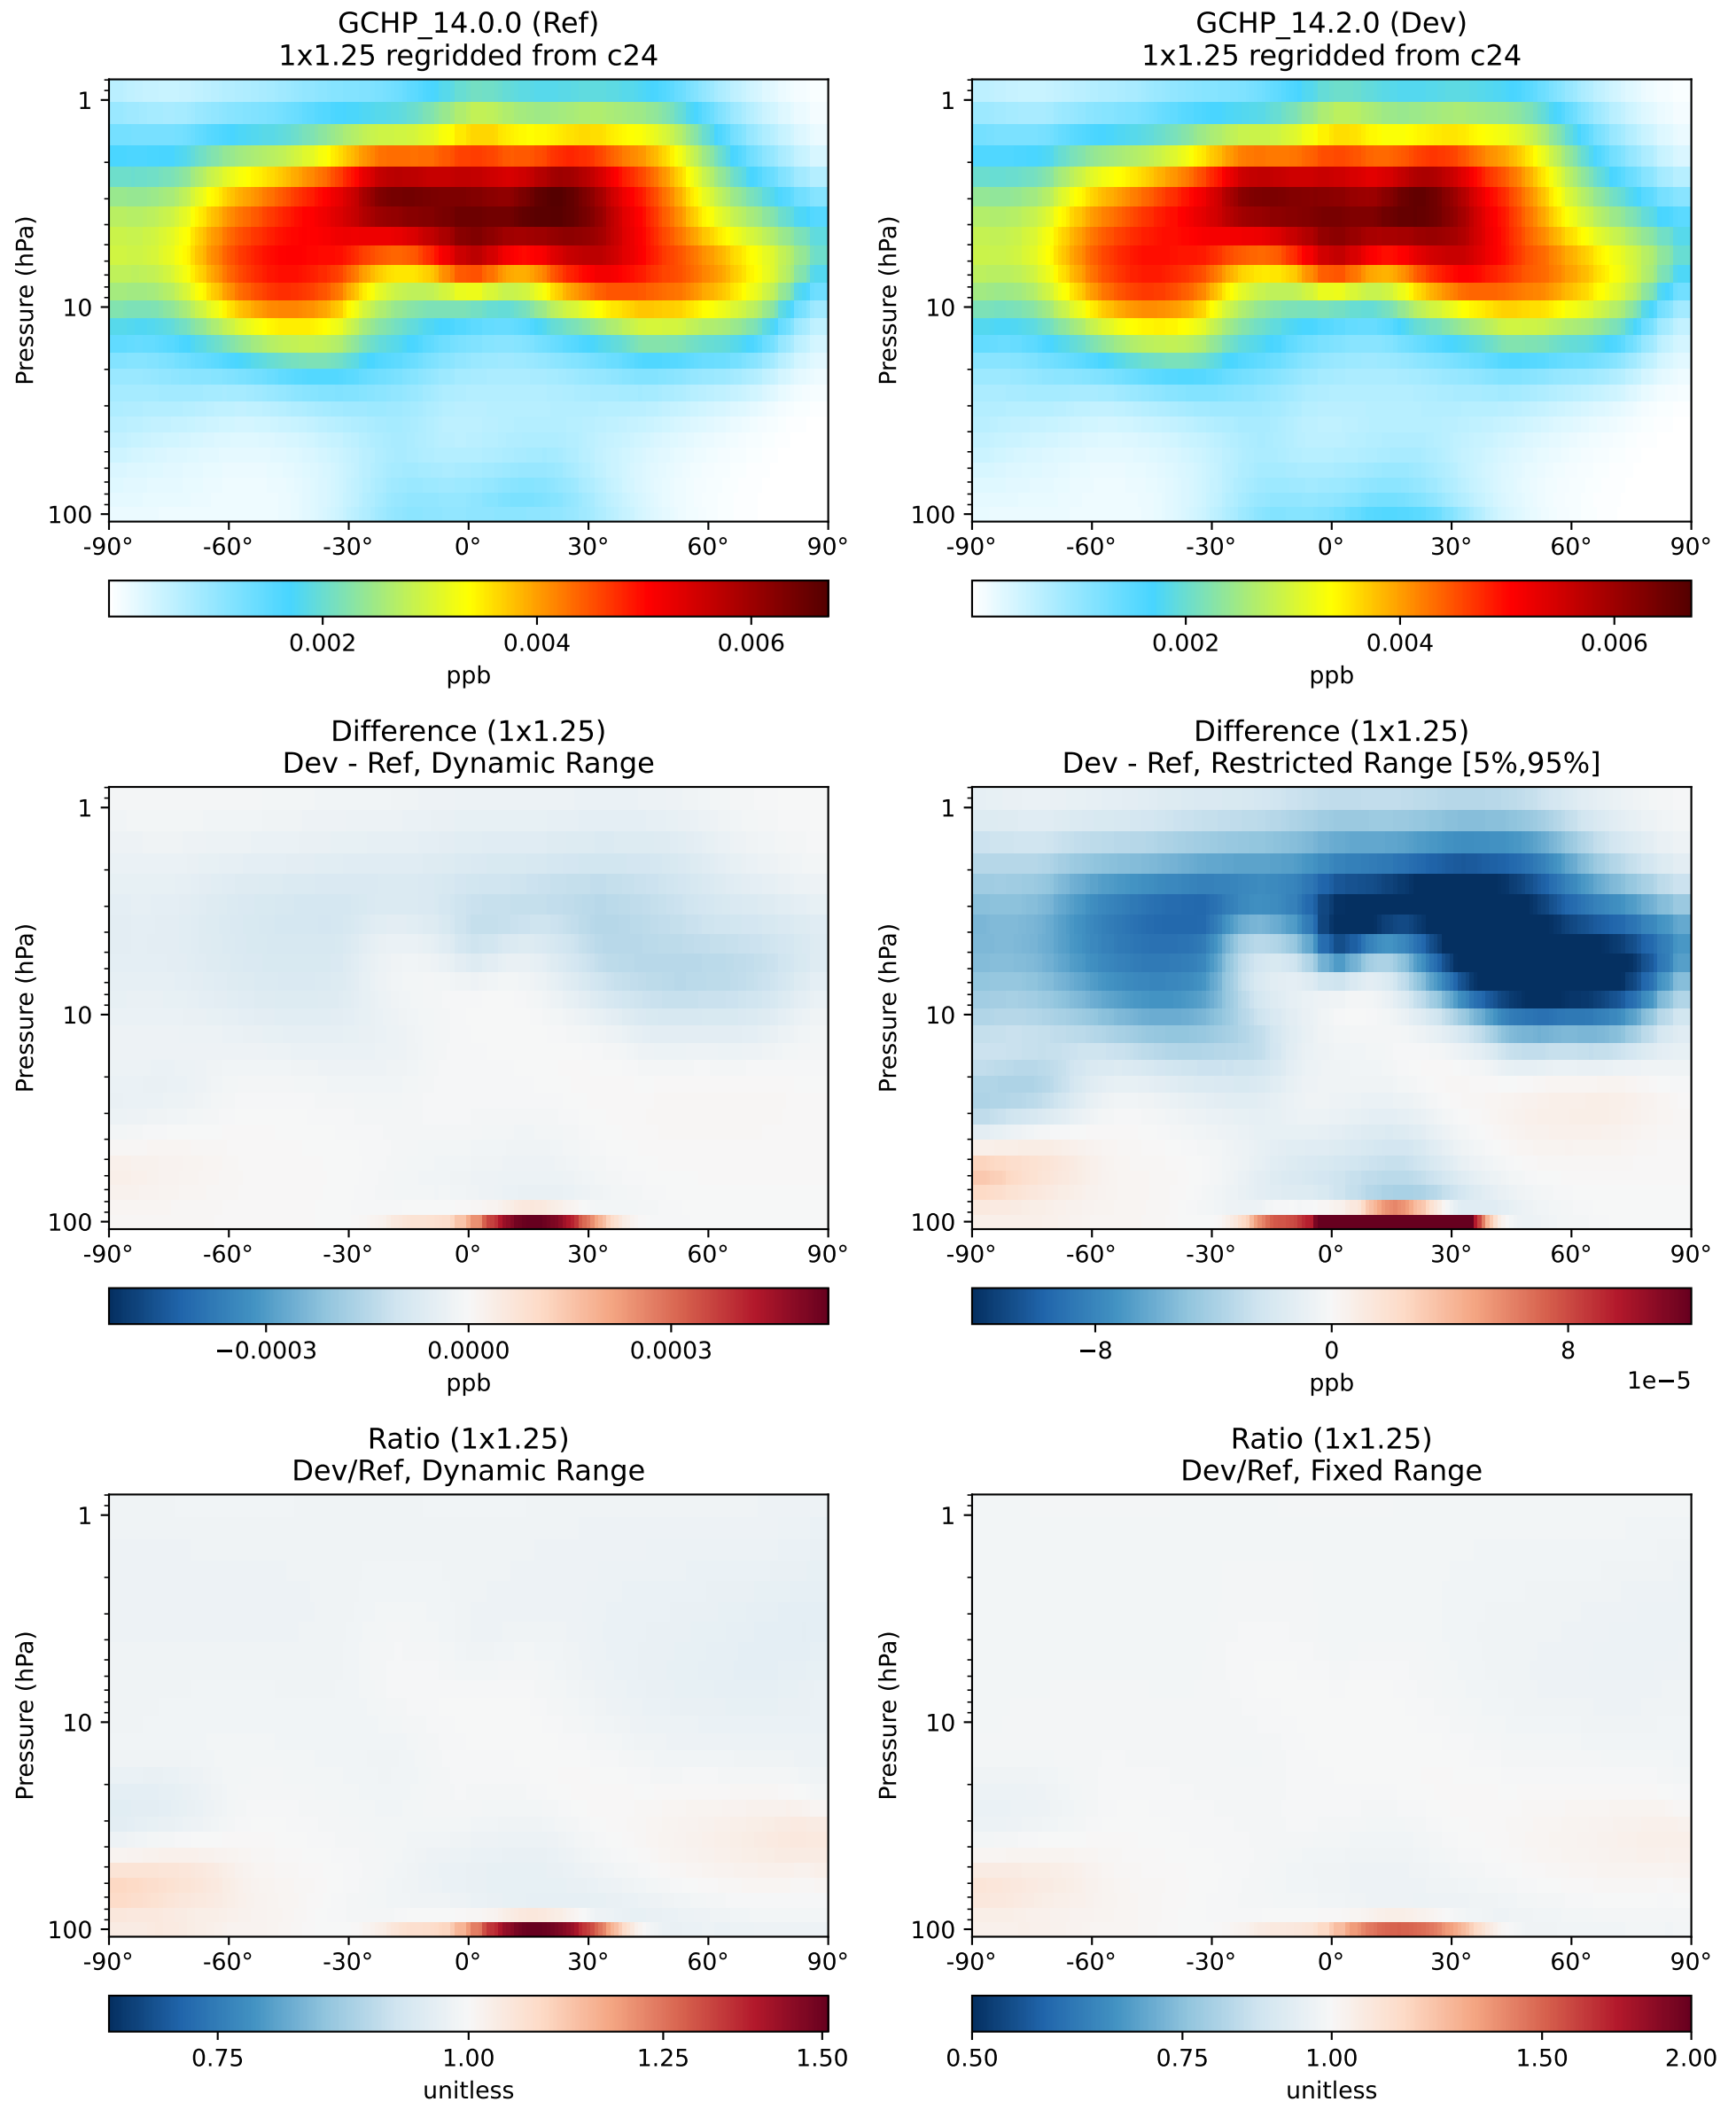 GCHP_14.0.0 (Ref)
1x1.25 regridded from c24
Pressure (hPa)
1
10
100
-90° -60° -30° 0° 30° 60° 90°
0.002 0.004 0.006
ppb
GCHP_14.2.0 (Dev)
1x1.25 regridded from c24
Pressure (hPa)
1
10
100
-90° -60° -30° 0° 30° 60° 90°
0.002 0.004 0.006
ppb
Difference (1x1.25)
Dev - Ref, Dynamic Range
Pressure (hPa)
1
10
100
-90° -60° -30° 0° 30° 60° 90°
−0.0003 0.0000 0.0003
ppb
Difference (1x1.25)
Dev - Ref, Restricted Range [5%,95%]
Pressure (hPa)
1
10
100
-90° -60° -30° 0° 30° 60° 90°
−8 0 8
1e−5
ppb
Ratio (1x1.25)
Dev/Ref, Dynamic Range
Pressure (hPa)
1
10
100
-90° -60° -30° 0° 30° 60° 90°
0.75 1.00 1.25 1.50
unitless
Ratio (1x1.25)
Dev/Ref, Fixed Range
Pressure (hPa)
1
10
100
-90° -60° -30° 0° 30° 60° 90°
0.50 0.75 1.00 1.50 2.00
unitless